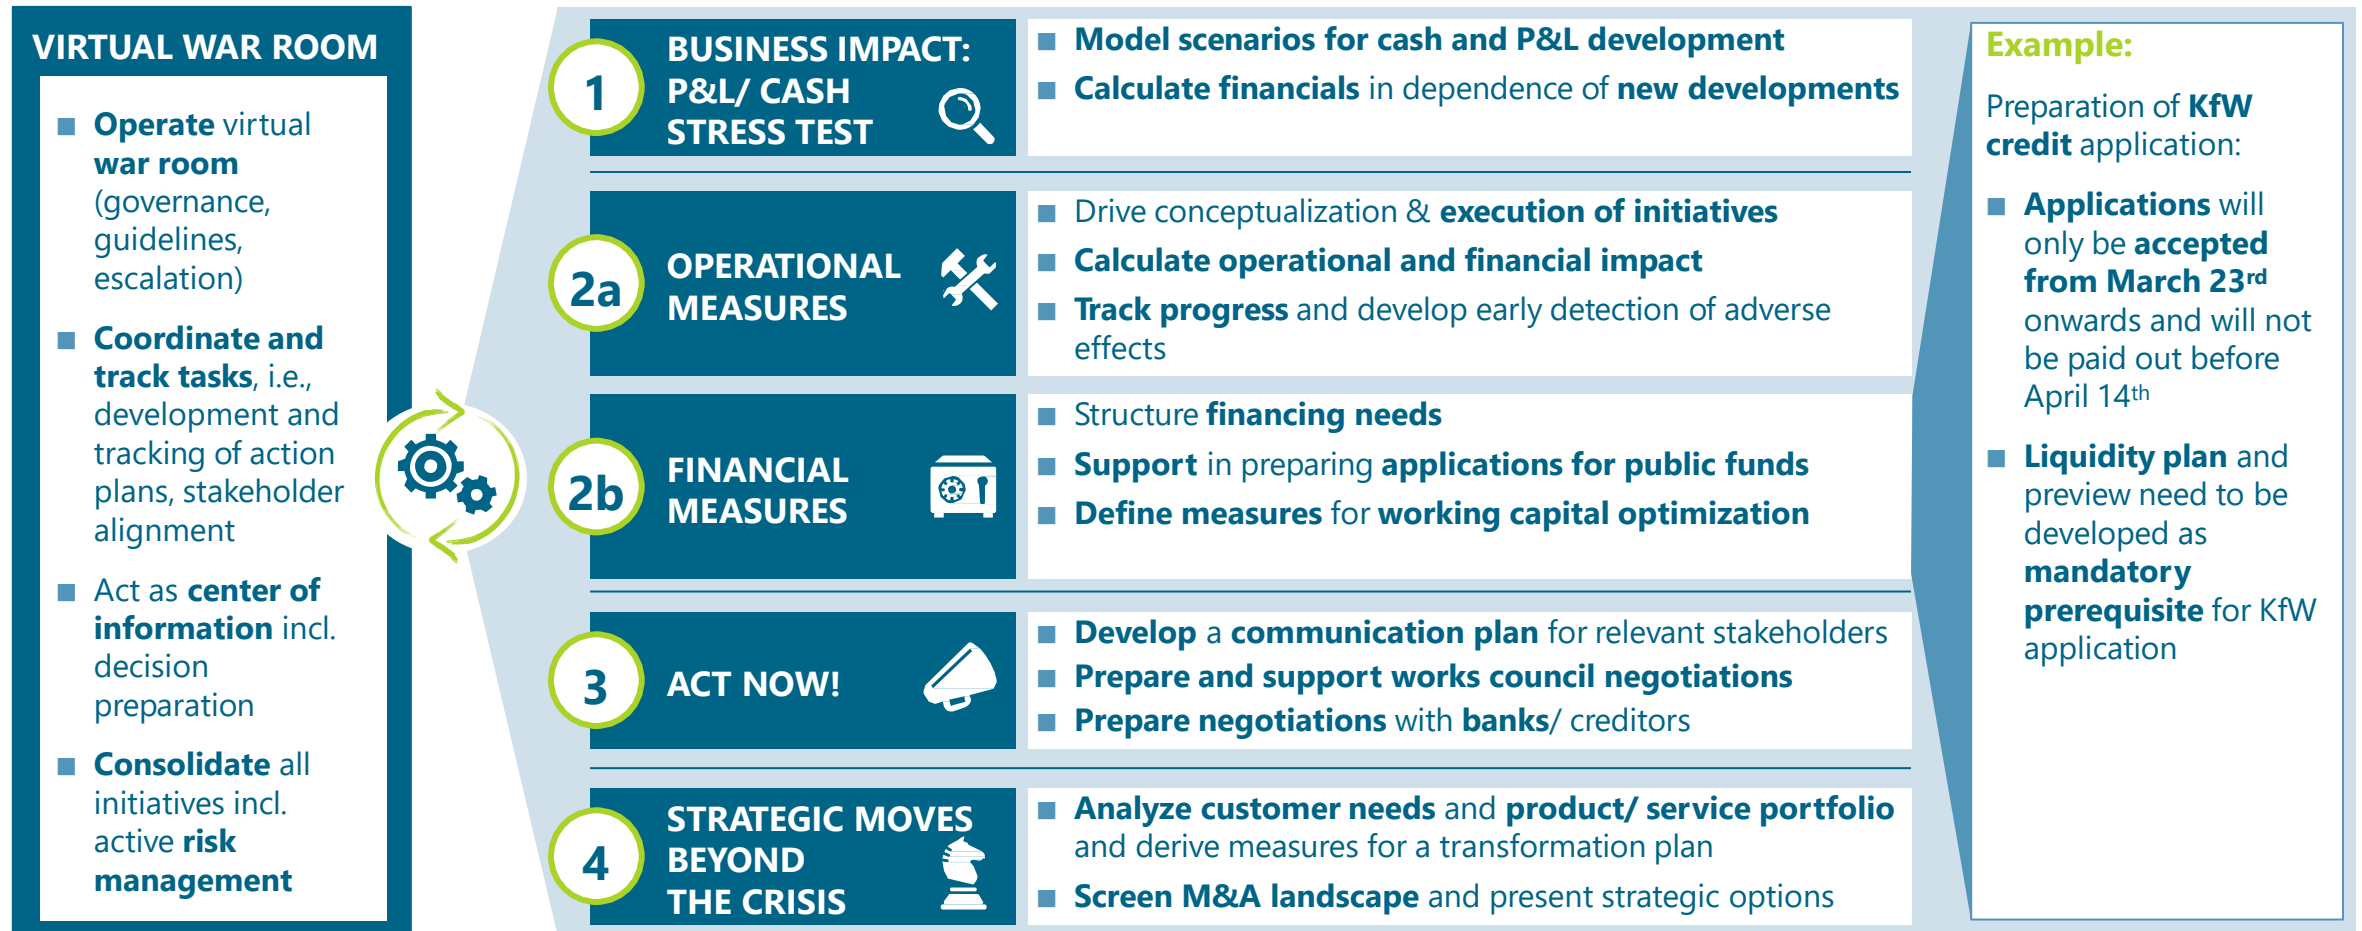 VIRTUAL WAR ROOM
■ Operate virtual
war room
(governance,
guidelines,
escalation)
■ Coordinate and
track tasks, i.e.,
development and
tracking of action
plans, stakeholder
alignment
■ Act as center of
information incl.
decision
preparation
■ Consolidate all
initiatives incl.
active risk
management
1
BUSINESS IMPACT:
P&L/ CASH
STRESS TEST
■ Model scenarios for cash and P&L development
■ Calculate financials in dependence of new developments
2a
OPERATIONAL
MEASURES
■ Drive conceptualization & execution of initiatives
■ Calculate operational and financial impact
■ Track progress and develop early detection of adverse
effects
2b
FINANCIAL
MEASURES
■ Structure financing needs
■ Support in preparing applications for public funds
■ Define measures for working capital optimization
3
ACT NOW!
■ Develop a communication plan for relevant stakeholders
■ Prepare and support works council negotiations
■ Prepare negotiations with banks/ creditors
4
STRATEGIC MOVES
BEYOND
THE CRISIS
■ Analyze customer needs and product/ service portfolio
and derive measures for a transformation plan
■ Screen M&A landscape and present strategic options
Example:
Preparation of KfW
credit application:
■ Applications will
only be accepted
from March 23rd
onwards and will not
be paid out before
April 14th
■ Liquidity plan and
preview need to be
developed as
mandatory
prerequisite for KfW
application